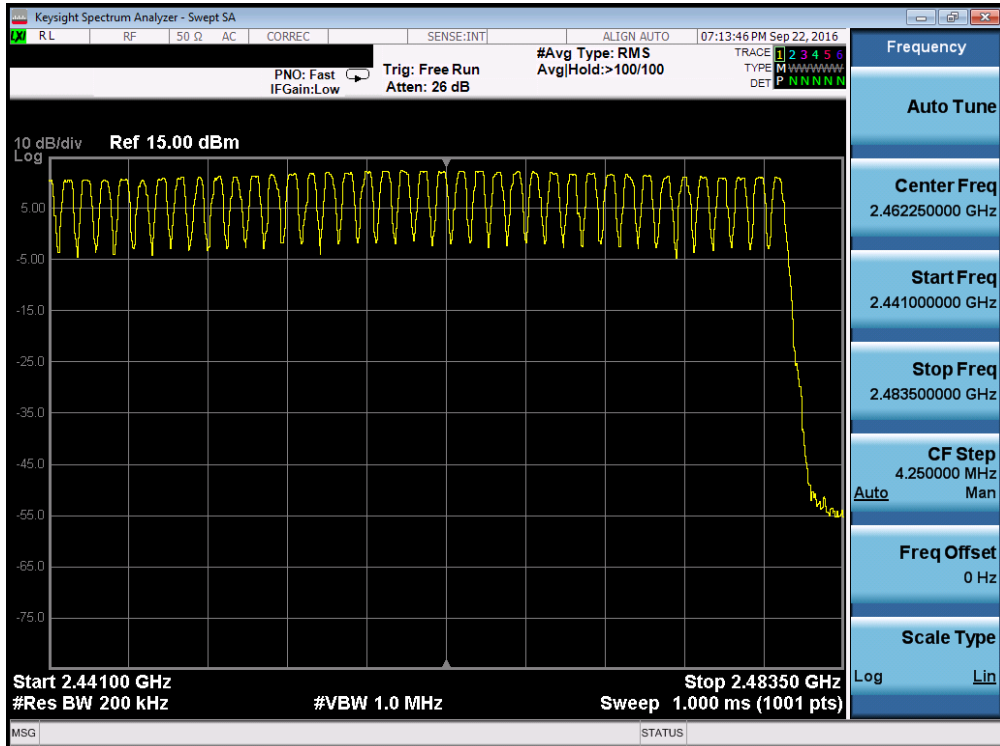 Keysight Spectrum Analyzer - Swept SA
LXI RL RF 50 Ω AC CORREC SENSE:INT ALIGN AUTO 07:13:46 PM Sep 22, 2016
PNO: Fast Trig: Free Run #Avg Type: RMS TRACE 1 2 3 4 5 6
IFGain:Low Atten: 26 dB Avg|Hold:>100/100 TYPE M WWWWW
DET P N N N N N
10 dB/div Ref 15.00 dBm
Log
5.00
-5.00
-15.0
-25.0
-35.0
-45.0
-55.0
-65.0
-75.0
Start 2.44100 GHz Stop 2.48350 GHz
#Res BW 200 kHz #VBW 1.0 MHz Sweep 1.000 ms (1001 pts)
MSG STATUS
Frequency
Auto Tune
Center Freq
2.462250000 GHz
Start Freq
2.441000000 GHz
Stop Freq
2.483500000 GHz
CF Step
4.250000 MHz
Auto Man
Freq Offset
0 Hz
Scale Type
Log Lin